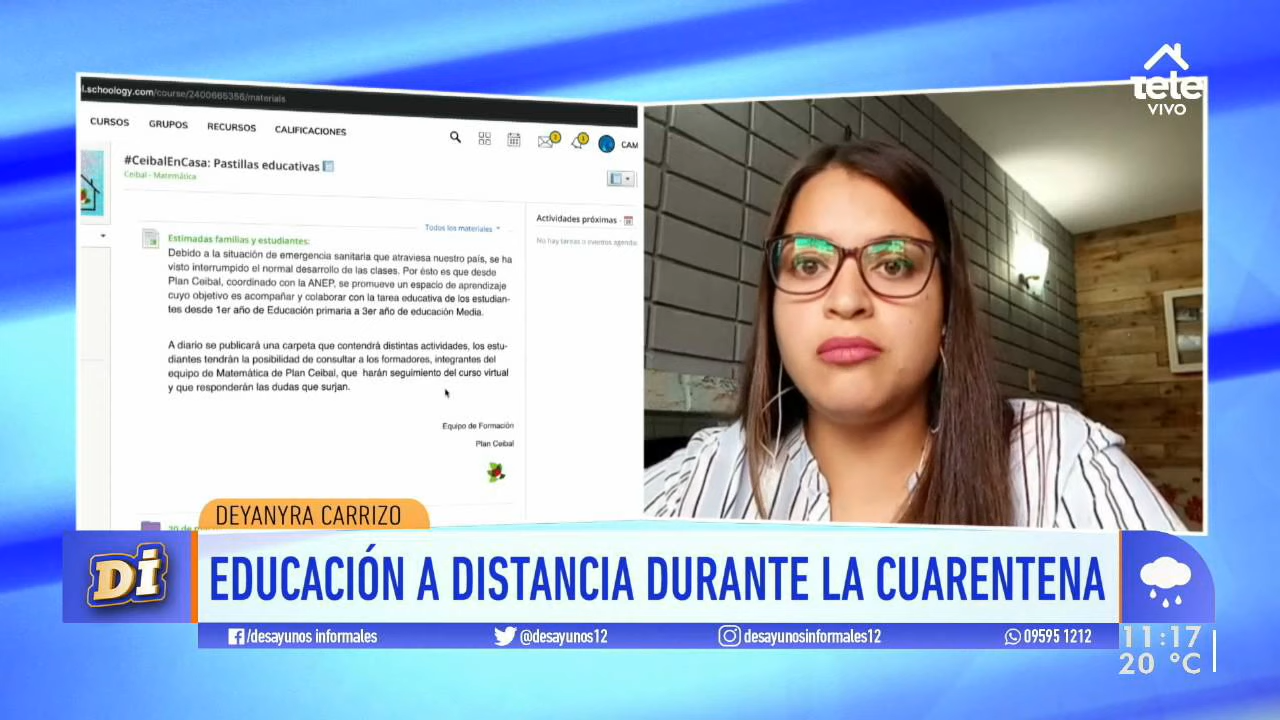 tele
VIVO
l.schoology.com/course/2400665356/materials
CURSOS GRUPOS RECURSOS CALIFICACIONES
CAM
#CeibalEnCasa: Pastillas educativas
Ceibal - Matemática
Todos los materiales
Actividades próximas
No hay tareas o eventos agenda
Estimadas familias y estudiantes:
Debido a la situación de emergencia sanitaria que atraviesa nuestro país, se ha
visto interrumpido el normal desarrollo de las clases. Por ésto es que desde
Plan Ceibal, coordinado con la ANEP, se promueve un espacio de aprendizaje
cuyo objetivo es acompañar y colaborar con la tarea educativa de los estudian-
tes desde 1er año de Educación primaria a 3er año de educación Media.
A diario se publicará una carpeta que contendrá distintas actividades, los estu-
diantes tendrán la posibilidad de consultar a los formadores, integrantes del
equipo de Matemática de Plan Ceibal, que harán seguimiento del curso virtual
y que responderán las dudas que surjan.
Equipo de Formación
Plan Ceibal
DEYANYRA CARRIZO
Di
EDUCACIÓN A DISTANCIA DURANTE LA CUARENTENA
/desayunos informales @desayunos12 desayunosinformales12 09595 1212
11:17
20 °C